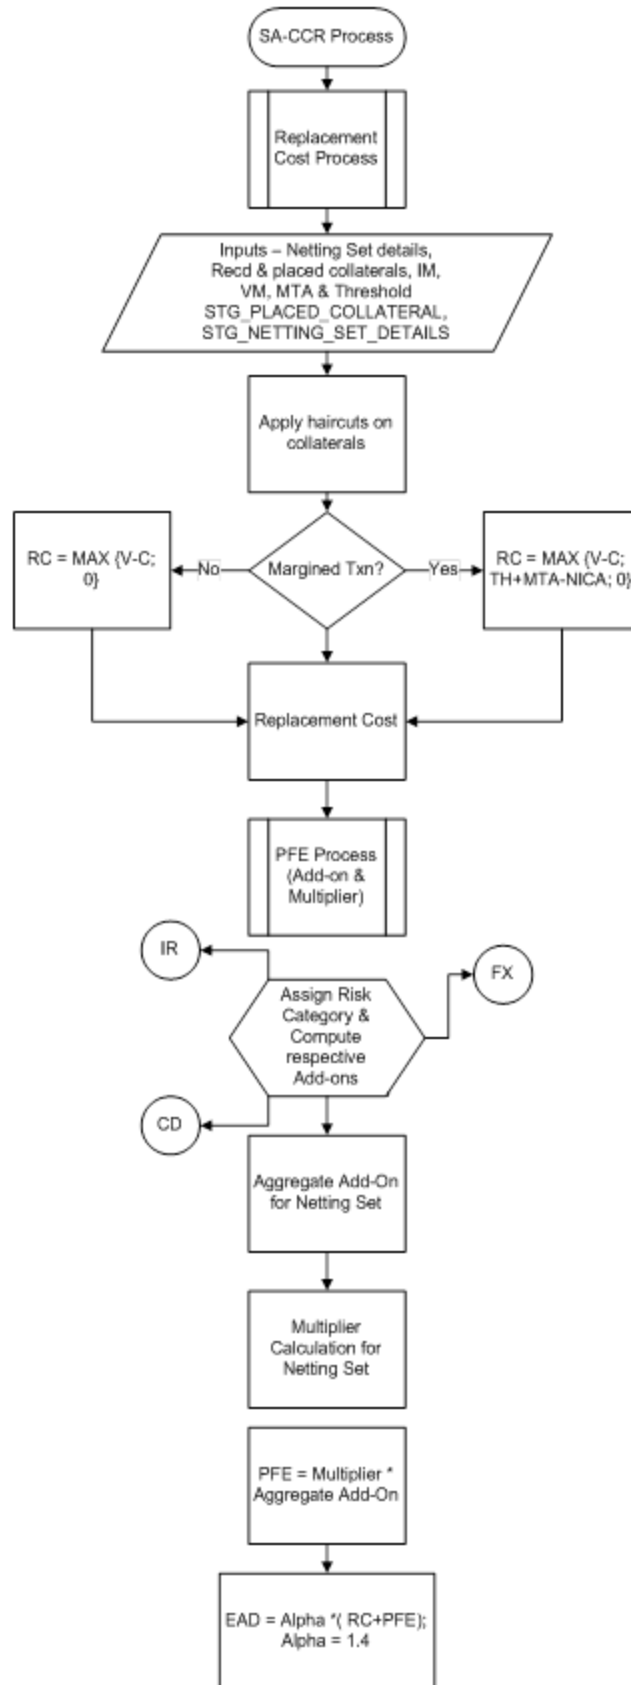 SA-CCR Process
Replacement
Cost Process
Inputs – Netting Set details,
Recd & placed collaterals, IM,
VM, MTA & Threshold
STG_PLACED_COLLATERAL,
STG_NETTING_SET_DETAILS
Apply haircuts on
collaterals
RC = MAX {V-C;
0}
No
Margined Txn?
Yes
RC = MAX {V-C;
TH+MTA-NICA; 0}
Replacement Cost
PFE Process
(Add-on &
Multiplier)
IR
FX
Assign Risk
Category &
Compute
respective
Add-ons
CD
Aggregate Add-On
for Netting Set
Multiplier
Calculation for
Netting Set
PFE = Multiplier *
Aggregate Add-On
EAD = Alpha *( RC+PFE);
Alpha = 1.4